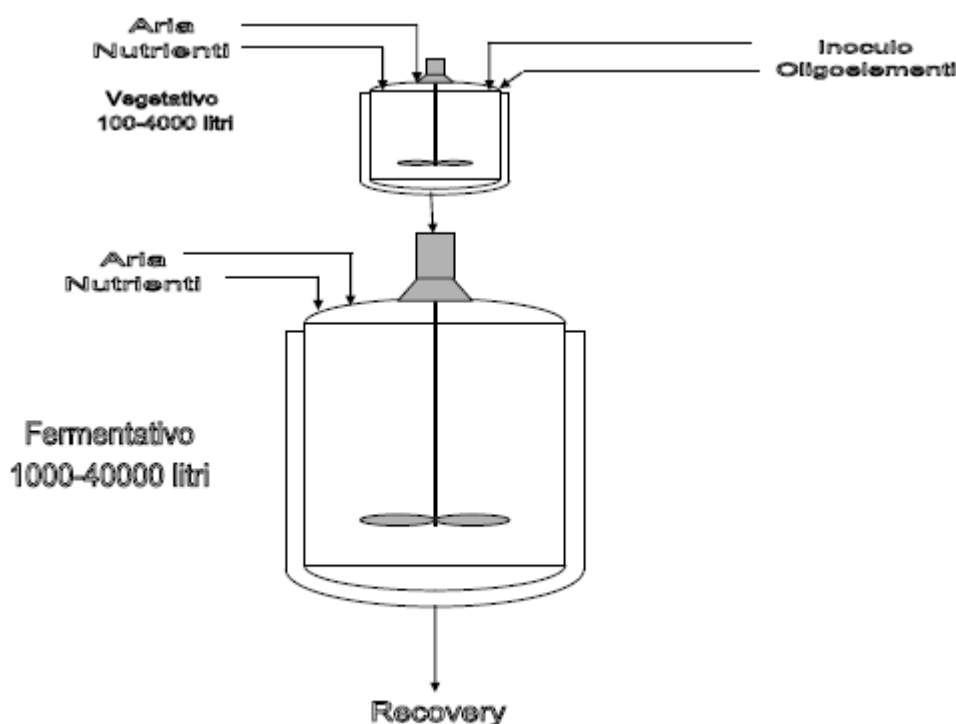 Aria
Nutrienti
Inoculo
Oligoelementi
Vegetativo
100-4000 litri
Aria
Nutrienti
Fermentativo
1000-40000 litri
Recovery